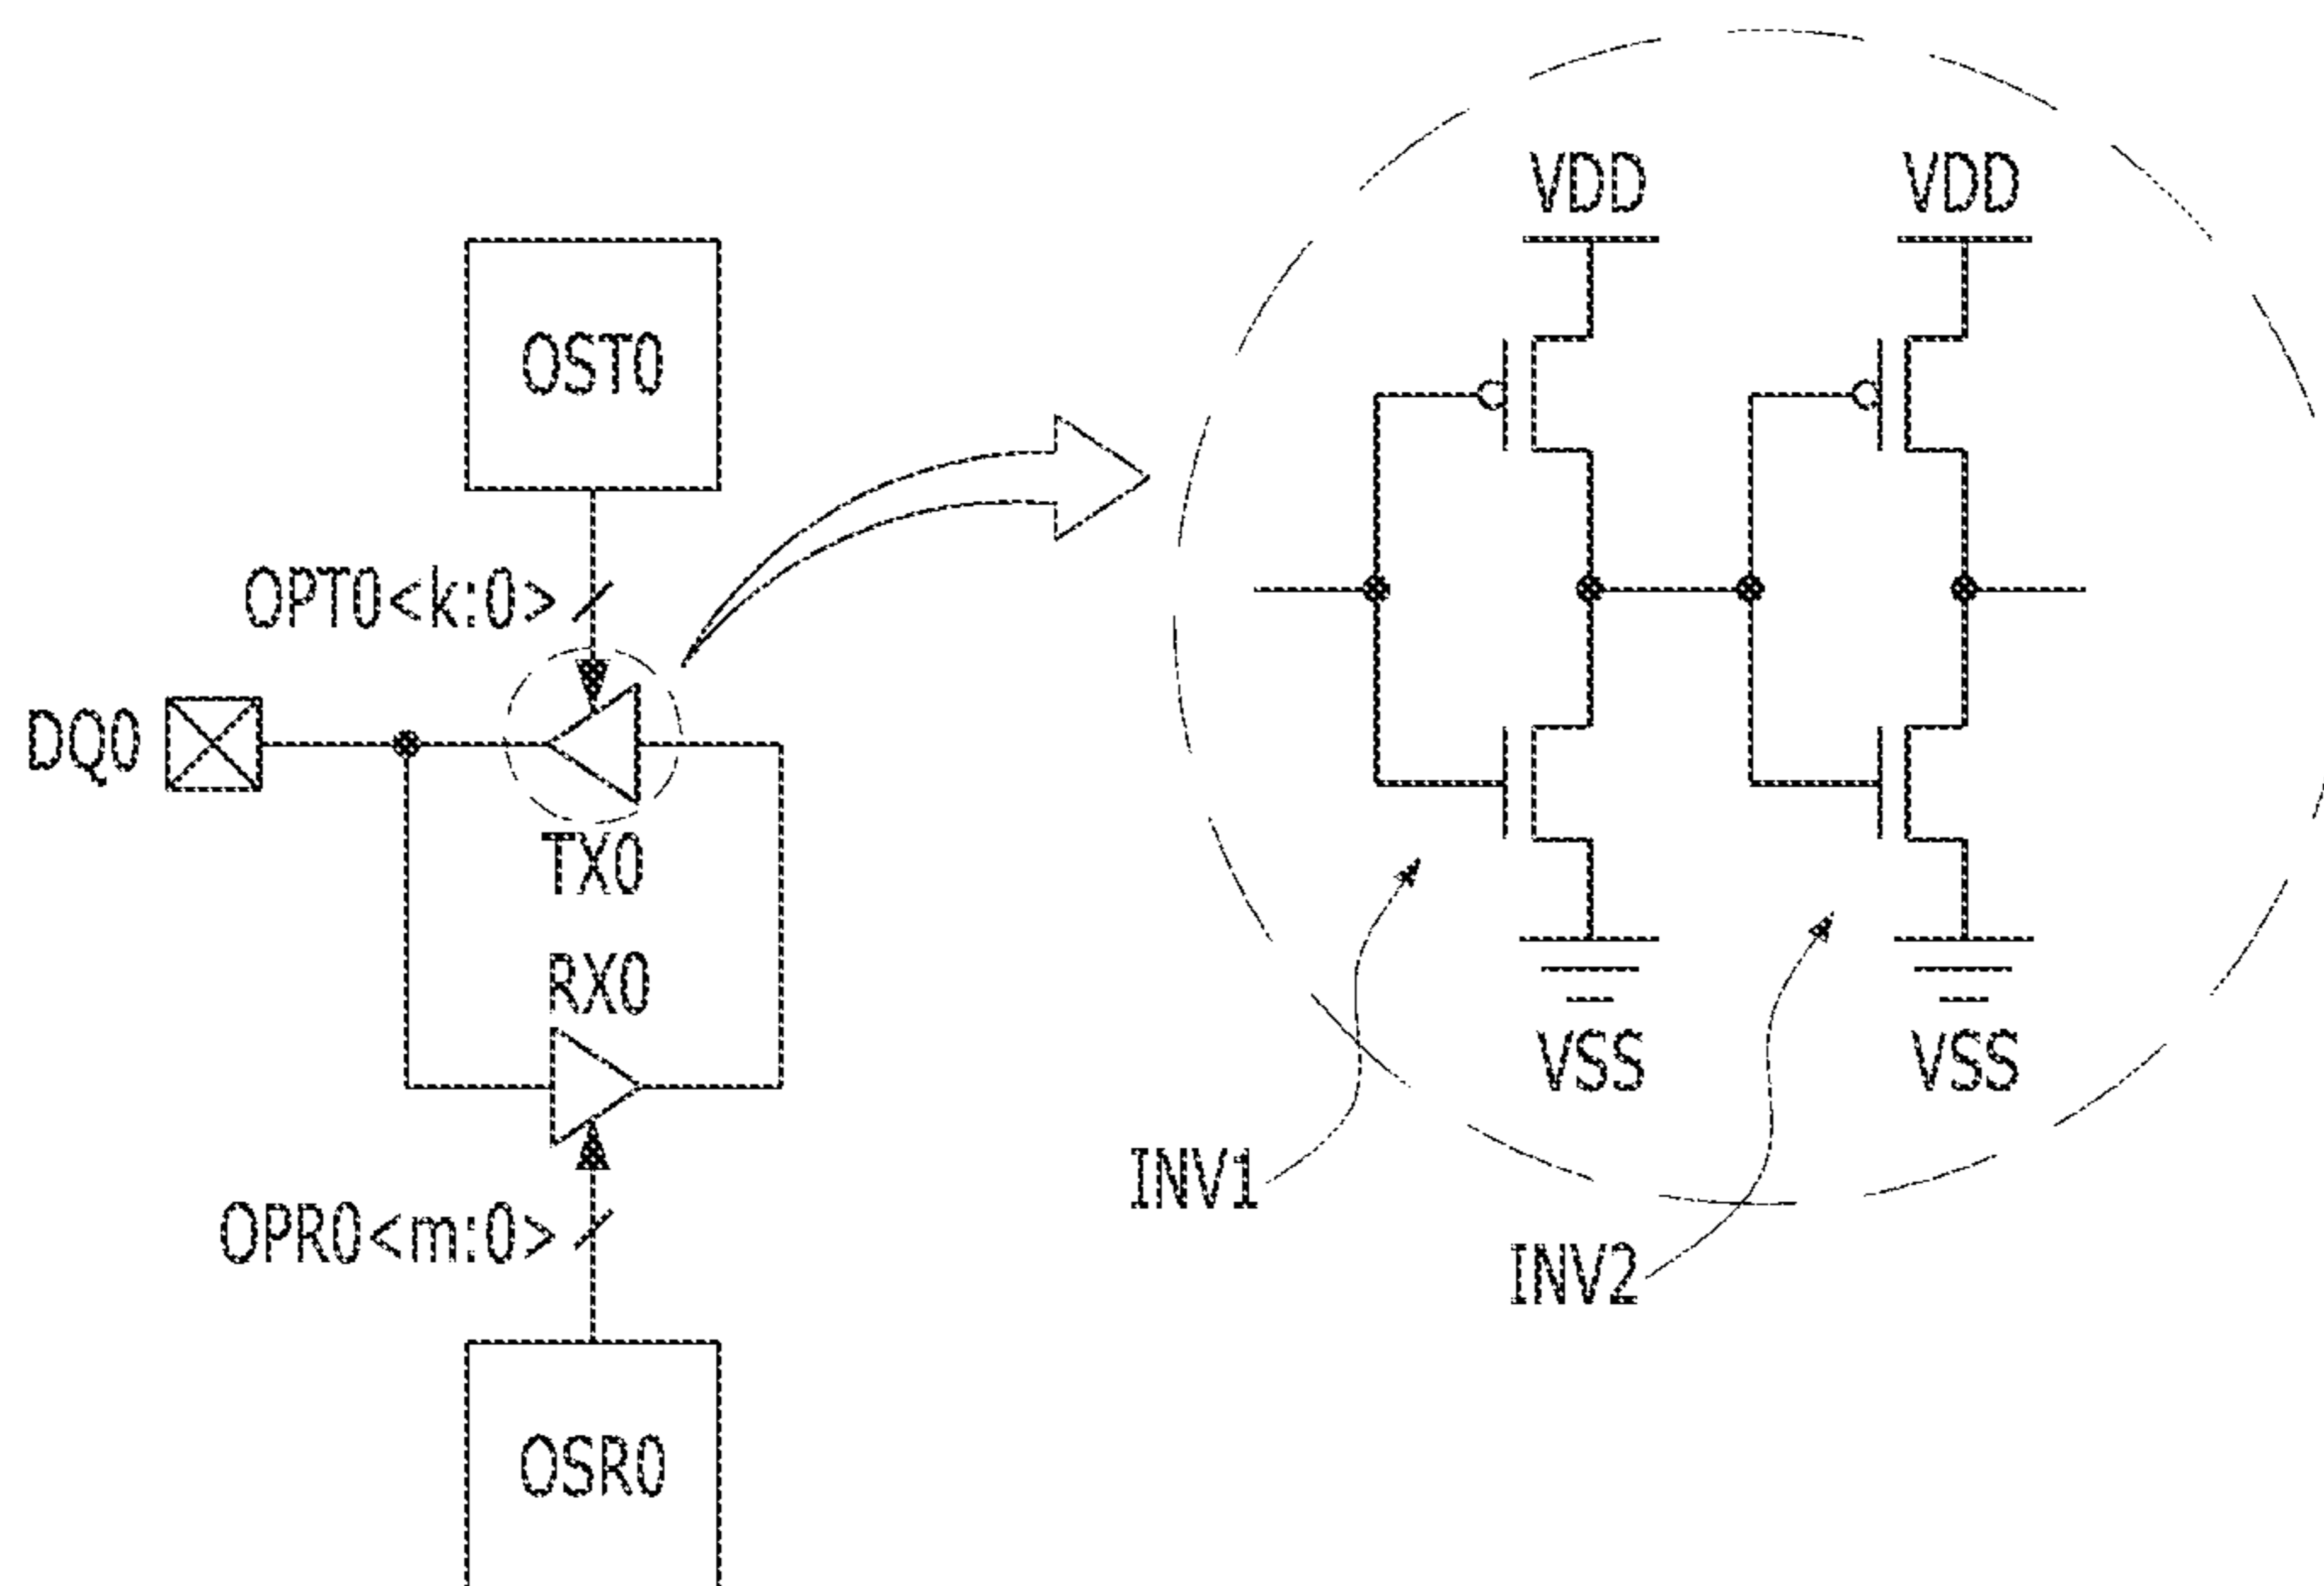 VDD VDD
OST0
OPT0<k:0>
DQ0
TX0
RX0
VSS VSS
INV1
OPR0<m:0>
INV2
OSR0